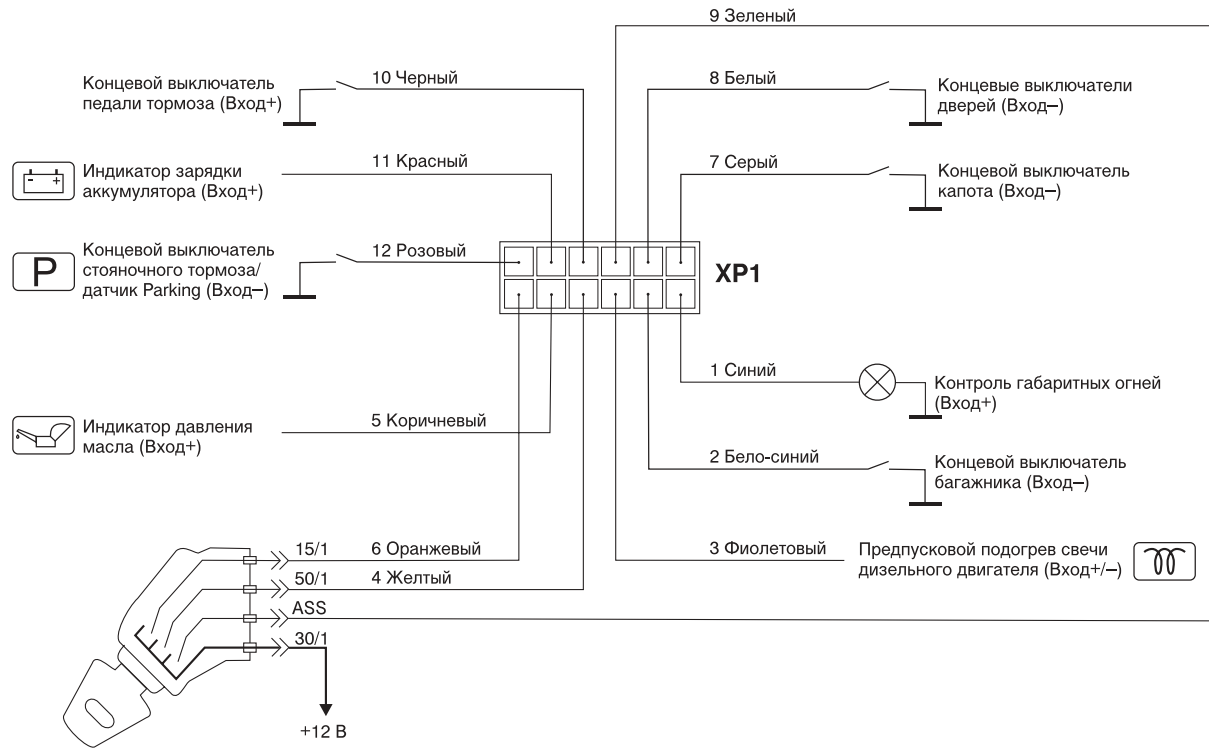 9 Зеленый
Концевой выключатель
педали тормоза (Вход+)
10 Черный
8 Белый
Концевые выключатели
дверей (Вход–)
Индикатор зарядки
аккумулятора (Вход+)
11 Красный
7 Серый
Концевой выключатель
капота (Вход–)
P
Концевой выключатель
стояночного тормоза/
датчик Parking (Вход–)
12 Розовый
XP1
1 Синий
Контроль габаритных огней
(Вход+)
Индикатор давления
масла (Вход+)
5 Коричневый
2 Бело-синий
Концевой выключатель
багажника (Вход–)
15/1
6 Оранжевый
3 Фиолетовый
Предпусковой подогрев свечи
дизельного двигателя (Вход+/–)
50/1
4 Желтый
ASS
30/1
+12 В